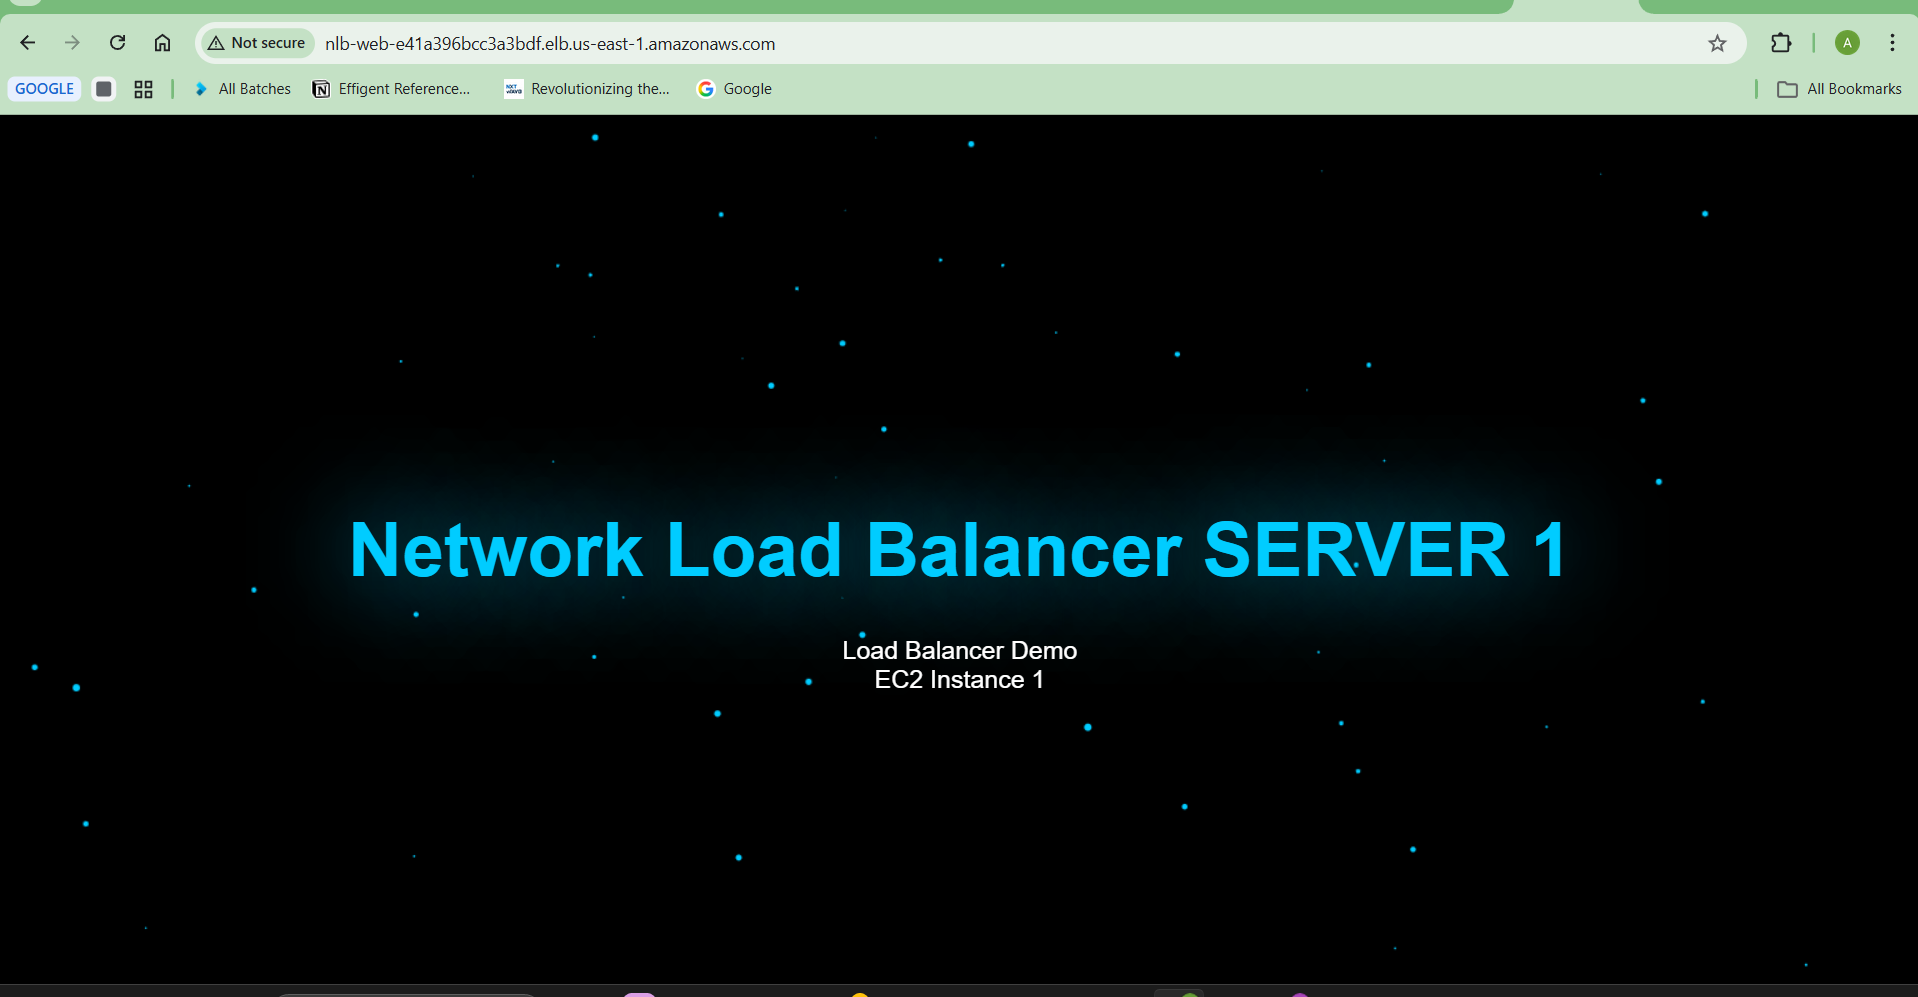 Not secure
nlb-web-e41a396bcc3a3bdf.elb.us-east-1.amazonaws.com
A
GOOGLE
All Batches
N
Effigent Reference...
Revolutionizing the...
G
Google
All Bookmarks
Network Load Balancer SERVER 1
Load Balancer Demo
EC2 Instance 1